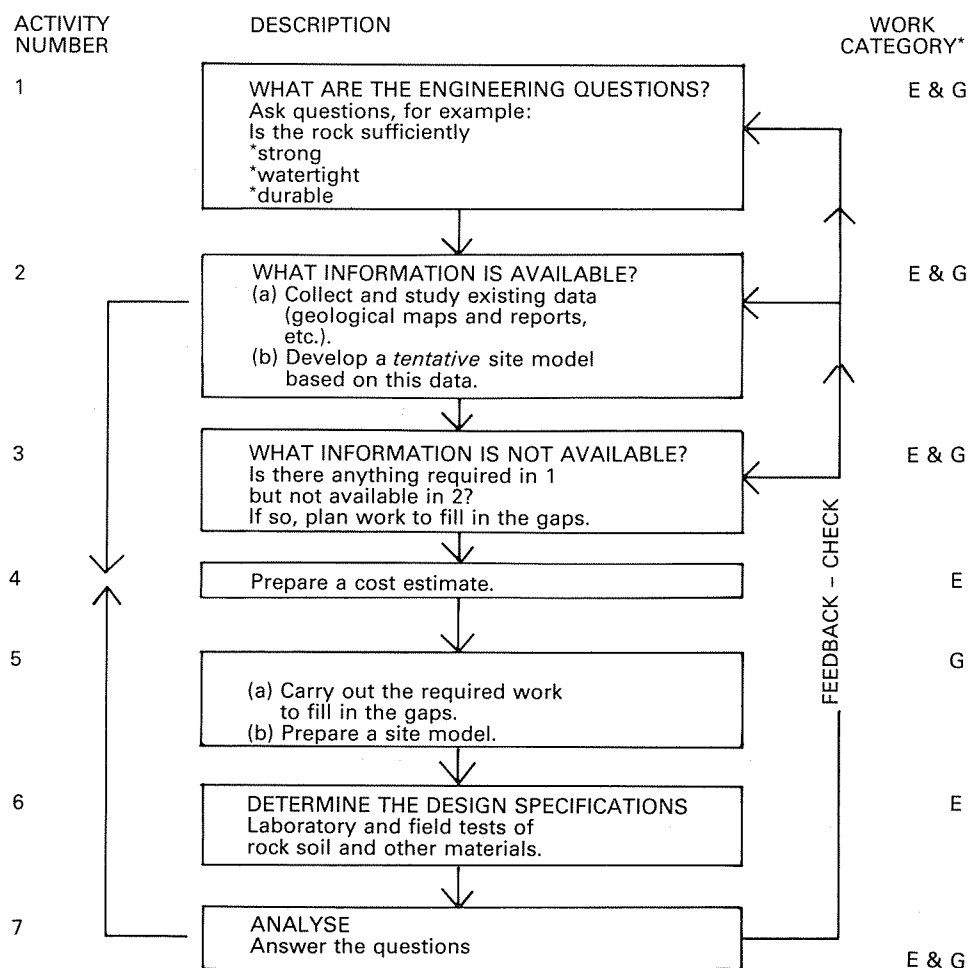 ACTIVITY NUMBER
DESCRIPTION
WORK CATEGORY*
1
WHAT ARE THE ENGINEERING QUESTIONS?
Ask questions, for example:
Is the rock sufficiently
*strong
*watertight
*durable
E & G
2
WHAT INFORMATION IS AVAILABLE?
(a) Collect and study existing data
(geological maps and reports,
etc.).
(b) Develop a tentative site model
based on this data.
E & G
3
WHAT INFORMATION IS NOT AVAILABLE?
Is there anything required in 1
but not available in 2?
If so, plan work to fill in the gaps.
E & G
4
Prepare a cost estimate.
E
5
(a) Carry out the required work
to fill in the gaps.
(b) Prepare a site model.
G
6
DETERMINE THE DESIGN SPECIFICATIONS
Laboratory and field tests of
rock soil and other materials.
E
7
ANALYSE
Answer the questions
E & G
FEEDBACK – CHECK